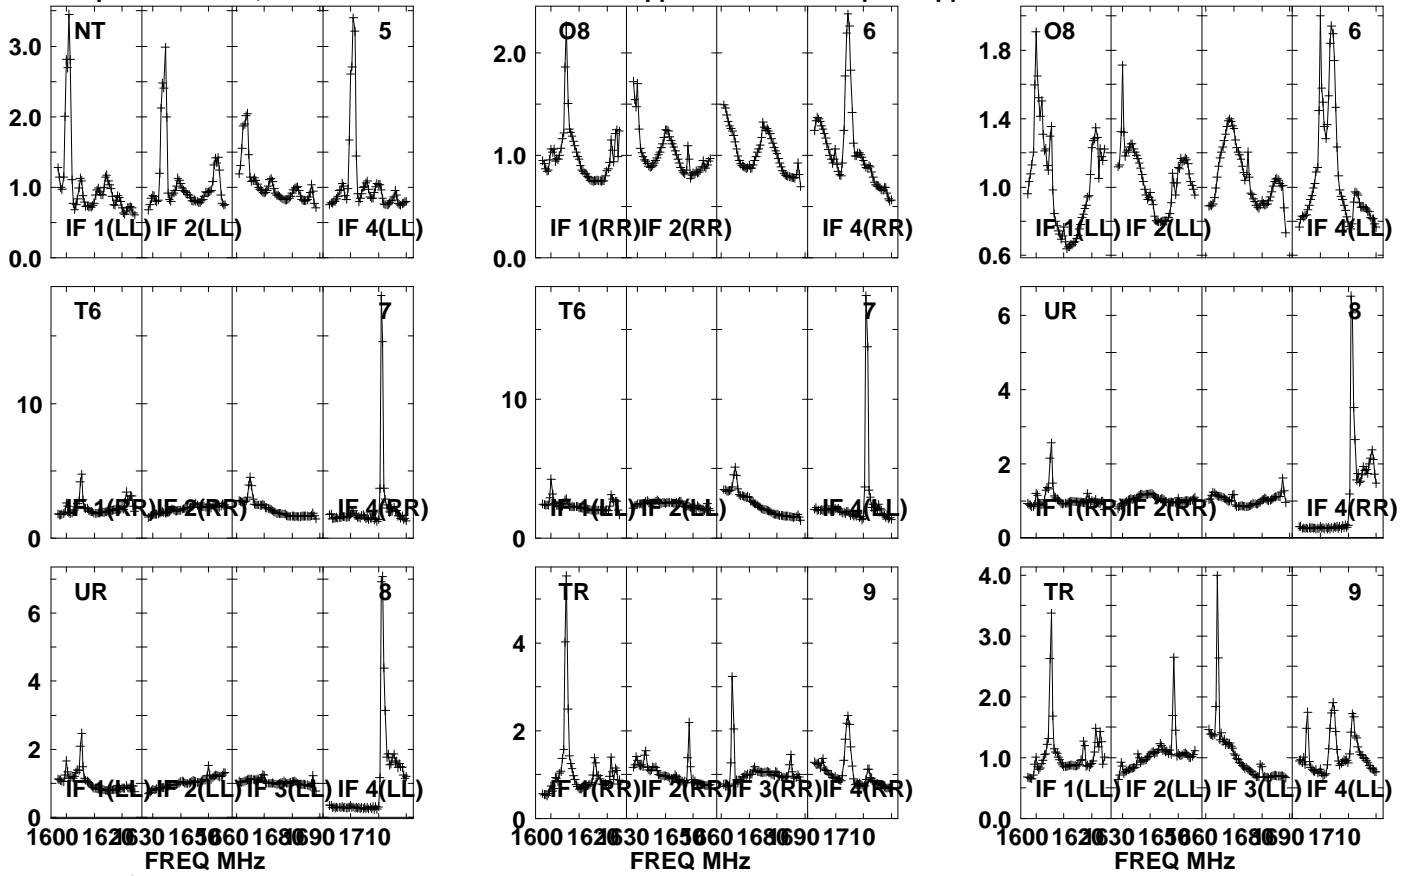 NT 5 O8 6 O8 6
3.0 2.0 1.8
2.0 1.4
1.0 1.0 1.0
IF 1(LL) IF 2(LL) IF 4(LL) IF 1(RR) IF 2(RR) IF 4(RR) IF 1(LL) IF 2(LL) IF 4(LL)
0.0 0.0 0.6
T6 7 T6 7 UR 8
6
10 10 4
2
IF 1(RR) IF 2(RR) IF 4(RR) IF 1(LL) IF 2(LL) IF 4(LL) IF 1(RR) IF 2(RR) IF 4(RR)
0 0 0
UR 8 TR 9 TR 9
6 4 4.0
4 3.0
2 2 2.0
1.0
IF 1(LL) IF 2(LL) IF 3(LL) IF 4(LL) IF 1(RR) IF 2(RR) IF 3(RR) IF 4(RR) IF 1(LL) IF 2(LL) IF 3(LL) IF 4(LL)
0 0 0.0
1600 1620 1630 1650 1660 1680 1690 1710 1600 1620 1630 1650 1660 1680 1690 1710 1600 1620 1630 1650 1660 1680 1690 1710
FREQ MHz FREQ MHz FREQ MHz